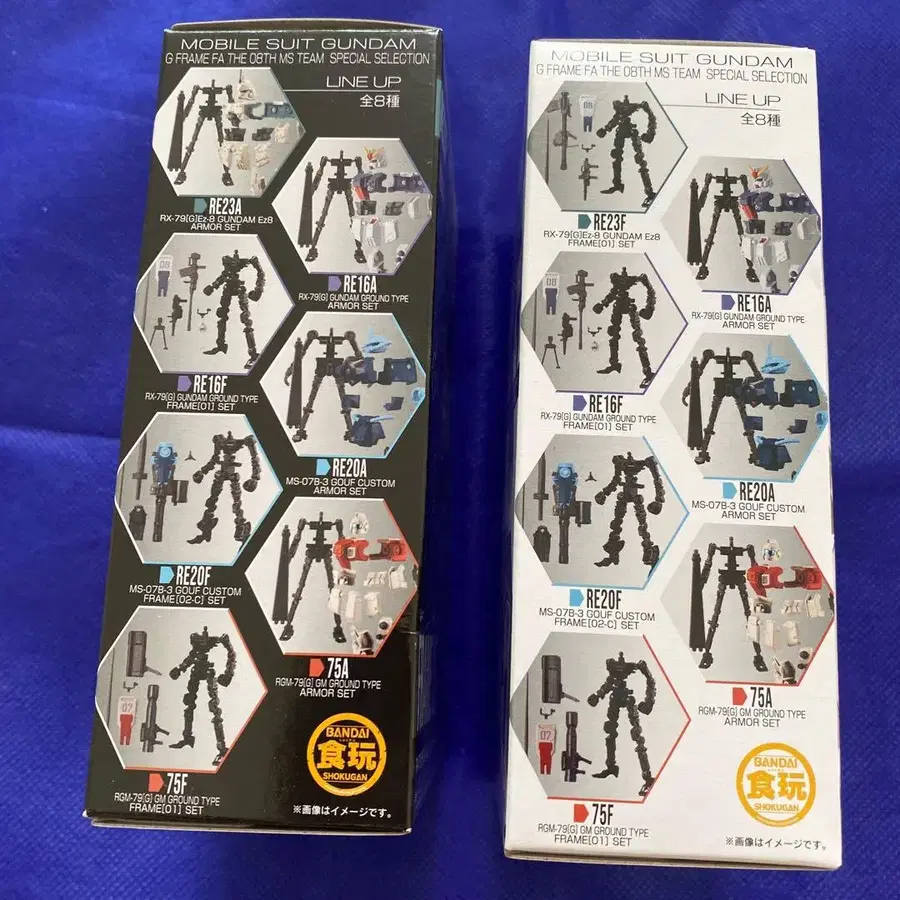 MOBILE SUIT GUNDAM
G FRAME FA THE 08TH MS TEAM SPECIAL SELECTION
LINE UP
全8種
RE23A
RX-79[G]Ez-8 GUNDAM Ez8
ARMOR SET
RE16A
RX-79[G] GUNDAM GROUND TYPE
ARMOR SET
08
RE16F
RX-79[G] GUNDAM GROUND TYPE
FRAME[01] SET
RE20A
MS-07B-3 GOUF CUSTOM
ARMOR SET
RE20F
MS-07B-3 GOUF CUSTOM
FRAME[02-C] SET
75A
RGM-79[G] GM GROUND TYPE
ARMOR SET
07
75F
RGM-79[G] GM GROUND TYPE
FRAME[01] SET
BANDAI
食玩
SHOKUGAN
※画像はイメージです。
MOBILE SUIT GUNDAM
G FRAME FA THE 08TH MS TEAM SPECIAL SELECTION
LINE UP
全8種
08
RE23F
RX-79[G]Ez-8 GUNDAM Ez8
FRAME[01] SET
RE16A
RX-79[G] GUNDAM GROUND TYPE
ARMOR SET
08
RE16F
RX-79[G] GUNDAM GROUND TYPE
FRAME[01] SET
RE20A
MS-07B-3 GOUF CUSTOM
ARMOR SET
RE20F
MS-07B-3 GOUF CUSTOM
FRAME[02-C] SET
75A
RGM-79[G] GM GROUND TYPE
ARMOR SET
07
75F
RGM-79[G] GM GROUND TYPE
FRAME[01] SET
BANDAI
食玩
SHOKUGAN
※画像はイメージです。